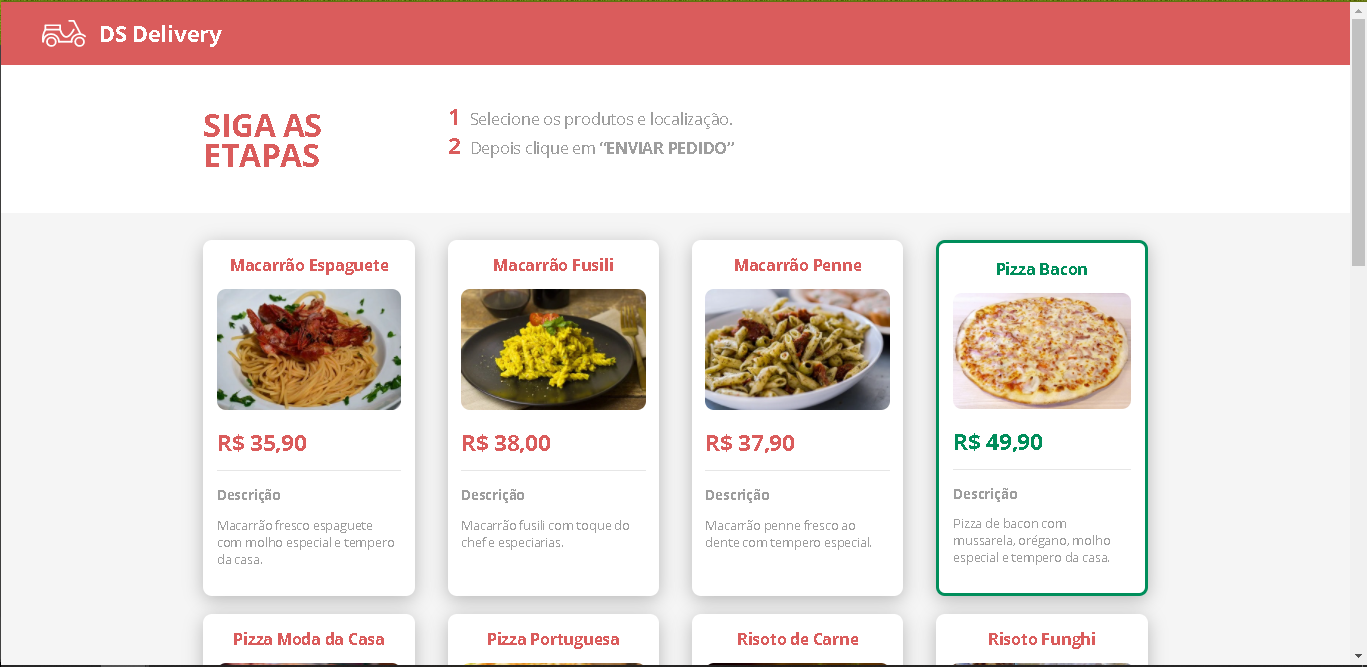 DS Delivery
SIGA AS
ETAPAS
1 Selecione os produtos e localização.
2 Depois clique em “ENVIAR PEDIDO”
Macarrão Espaguete
R$ 35,90
Descrição
Macarrão fresco espaguete
com molho especial e tempero
da casa.
Macarrão Fusili
R$ 38,00
Descrição
Macarrão fusili com toque do
chef e especiarias.
Macarrão Penne
R$ 37,90
Descrição
Macarrão penne fresco ao
dente com tempero especial.
Pizza Bacon
R$ 49,90
Descrição
Pizza de bacon com
mussarela, orégano, molho
especial e tempero da casa.
Pizza Moda da Casa
Pizza Portuguesa
Risoto de Carne
Risoto Funghi